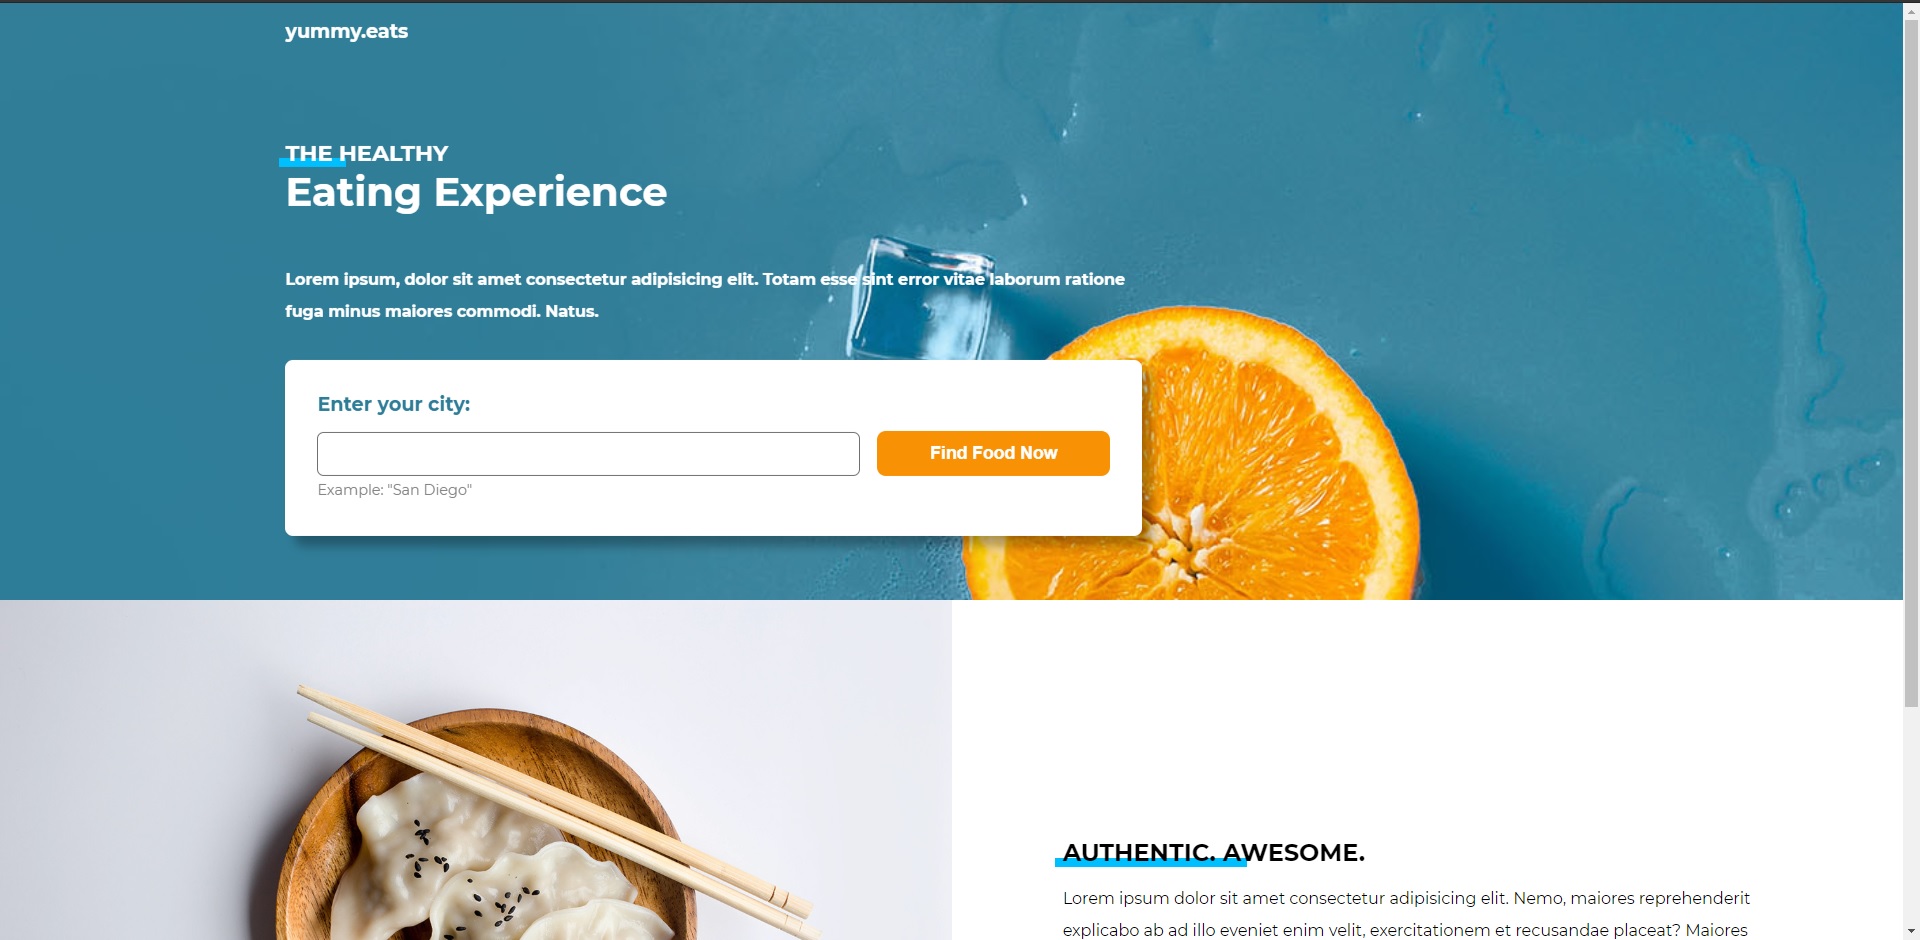 yummy.eats
THE HEALTHY
Eating Experience
Lorem ipsum, dolor sit amet consectetur adipisicing elit. Totam esse sint error vitae laborum ratione
fuga minus maiores commodi. Natus.
Enter your city:
Find Food Now
Example: "San Diego"
AUTHENTIC. AWESOME.
Lorem ipsum dolor sit amet consectetur adipisicing elit. Nemo, maiores reprehenderit
explicabo ab ad illo eveniet enim velit, exercitationem et recusandae placeat? Maiores